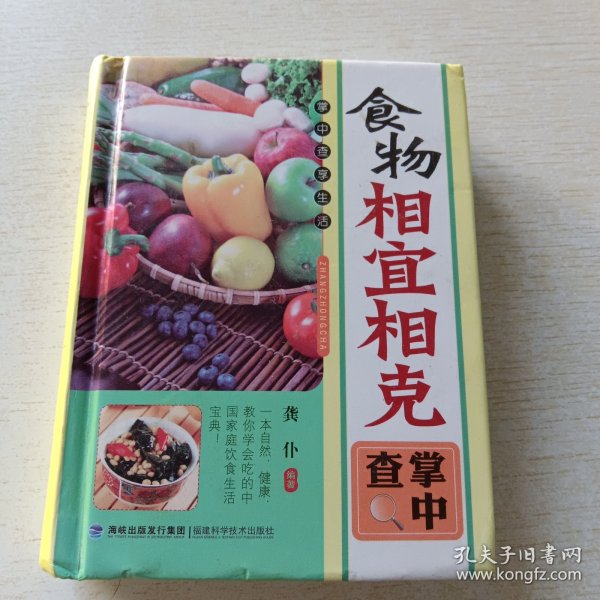 食物
相宜相克
掌中
查
掌中查享生活
ZHANGZHONGCHA
龚仆
编著
一本自然、健康、
教你学会吃的中
国家庭饮食生活
宝典！
海峡出版发行集团 | 福建科学技术出版社
孔夫子旧书网
www.kongfz.com